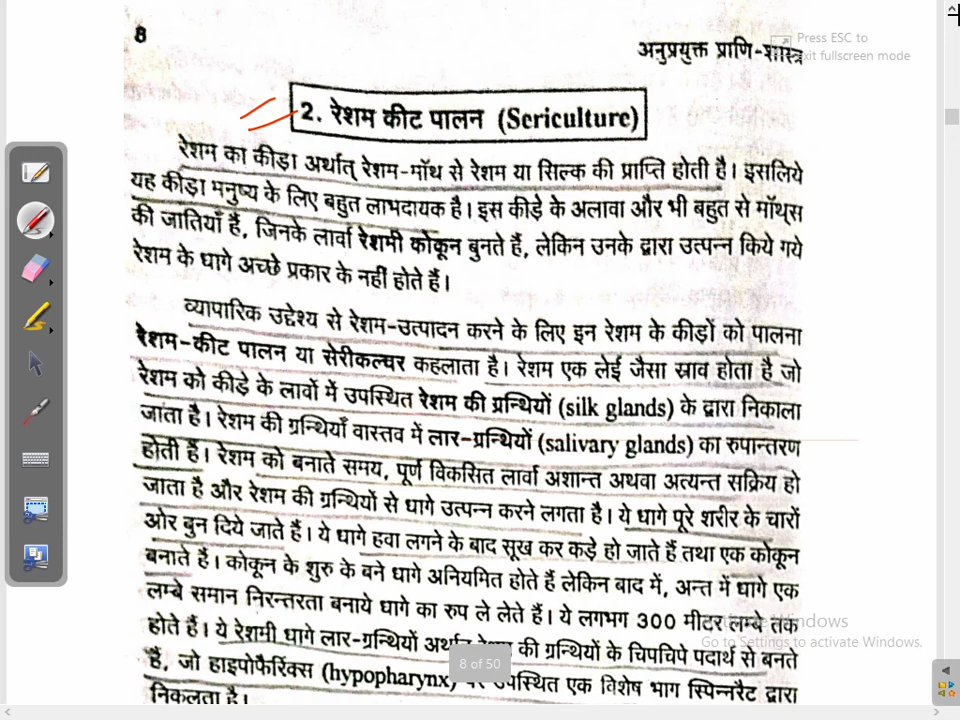 8
अनुप्रयुक्त प्राणि-शास्त्र
Press ESC to
exit fullscreen mode
2. रेशम कीट पालन (Sericulture)
रेशम का कीड़ा अर्थात् रेशम-मॉथ से रेशम या सिल्क की प्राप्ति होती है। इसलिये
यह कीड़ा मनुष्य के लिए बहुत लाभदायक है। इस कीड़े के अलावा और भी बहुत से मॉथ्स
की जातियाँ हैं, जिनके लार्वा रेशमी कोकून बुनते हैं, लेकिन उनके द्वारा उत्पन्न किये गये
रेशम के धागे अच्छे प्रकार के नहीं होते हैं।
व्यापारिक उद्देश्य से रेशम-उत्पादन करने के लिए इन रेशम के कीड़ों को पालना
रेशम-कीट पालन या सेरीकल्चर कहलाता है। रेशम एक लेई जैसा स्राव होता है जो
रेशम को कीड़े के लार्वो में उपस्थित रेशम की ग्रन्थियों (silk glands) के द्वारा निकाला
जाता है। रेशम की ग्रन्थियाँ वास्तव में लार-ग्रन्थियों (salivary glands) का रुपान्तरण
होती हैं। रेशम को बनाते समय, पूर्ण विकसित लार्वा अशान्त अथवा अत्यन्त सक्रिय हो
जाता है और रेशम की ग्रन्थियों से धागे उत्पन्न करने लगता है। ये धागे पूरे शरीर के चारों
ओर बुन दिये जाते हैं। ये धागे हवा लगने के बाद सूख कर कड़े हो जाते हैं तथा एक कोकून
बनाते हैं। कोकून के शुरु के बने धागे अनियमित होते हैं लेकिन बाद में, अन्त में धागे एक
लम्बे समान निरन्तरता बनाये धागे का रुप ले लेते हैं। ये लगभग 300 मीटर लम्बे तक
होते हैं। ये रेशमी धागे लार-ग्रन्थियों अर्थात् रेशम की ग्रन्थियों के चिपचिपे पदार्थ से बनते
हैं, जो हाइपोफैरिंक्स (hypopharynx) पर उपस्थित एक विशेष भाग स्पिन्नरैट द्वारा
निकलता है।
Activate Windows
Go to Settings to activate Windows.
8 of 50